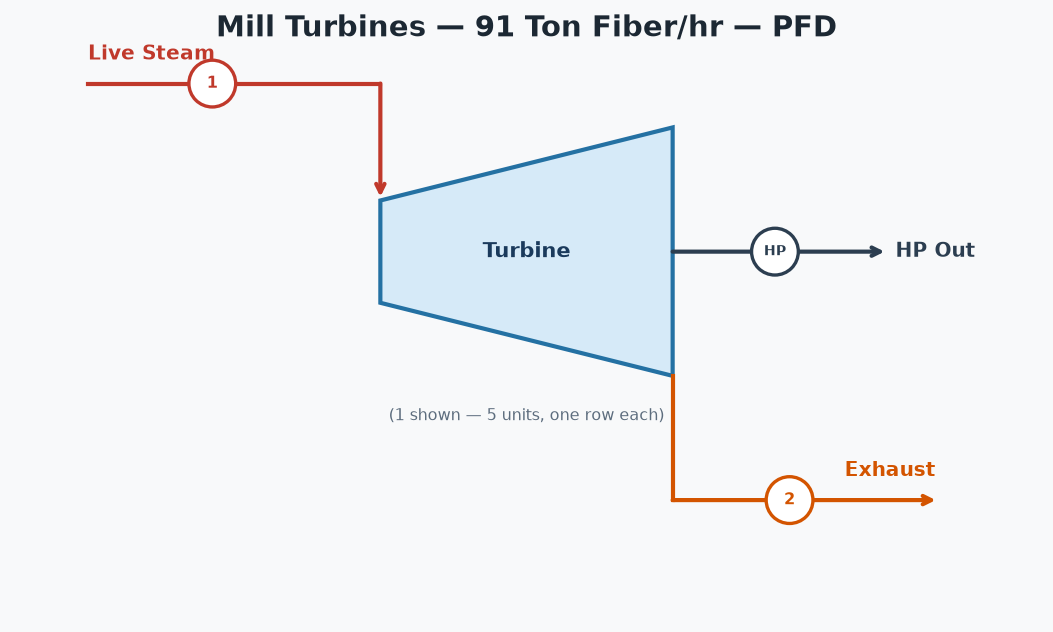 Mill Turbines — 91 Ton Fiber/hr — PFD
Live Steam
1
Turbine
HP
HP Out
(1 shown — 5 units, one row each)
Exhaust
2